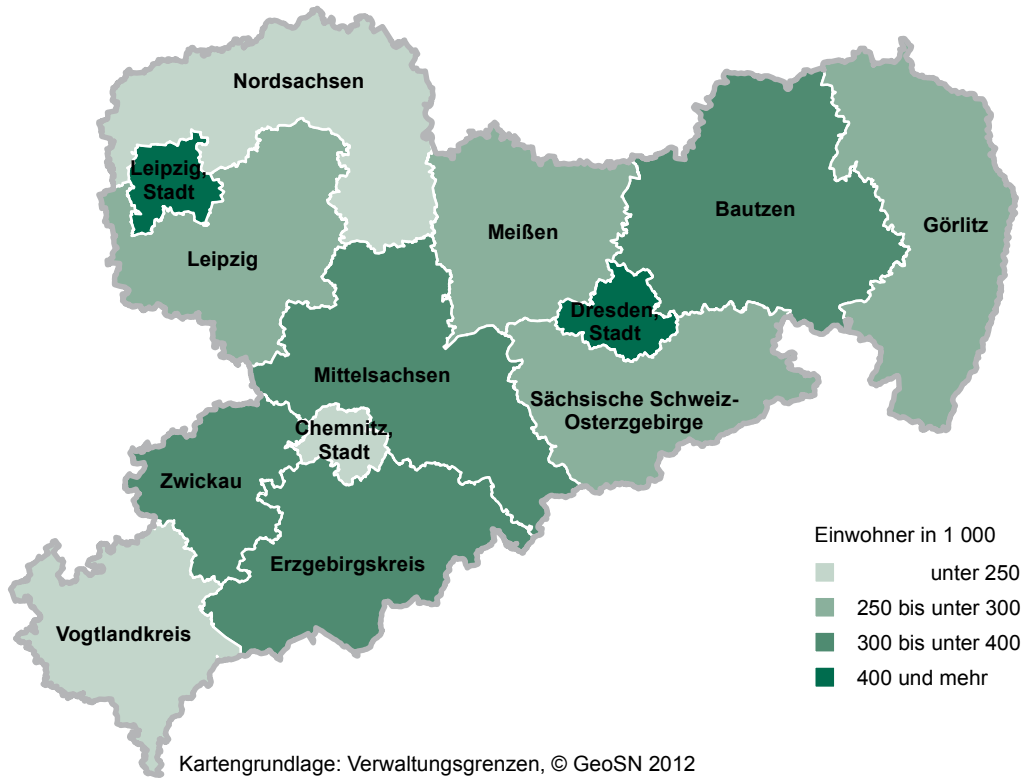 Nordsachsen
Leipzig,
Stadt
Leipzig
Meißen
Bautzen
Görlitz
Dresden,
Stadt
Mittelsachsen
Sächsische Schweiz-
Osterzgebirge
Chemnitz,
Stadt
Zwickau
Erzgebirgskreis
Vogtlandkreis
Einwohner in 1 000
unter 250
250 bis unter 300
300 bis unter 400
400 und mehr
Kartengrundlage: Verwaltungsgrenzen, © GeoSN 2012